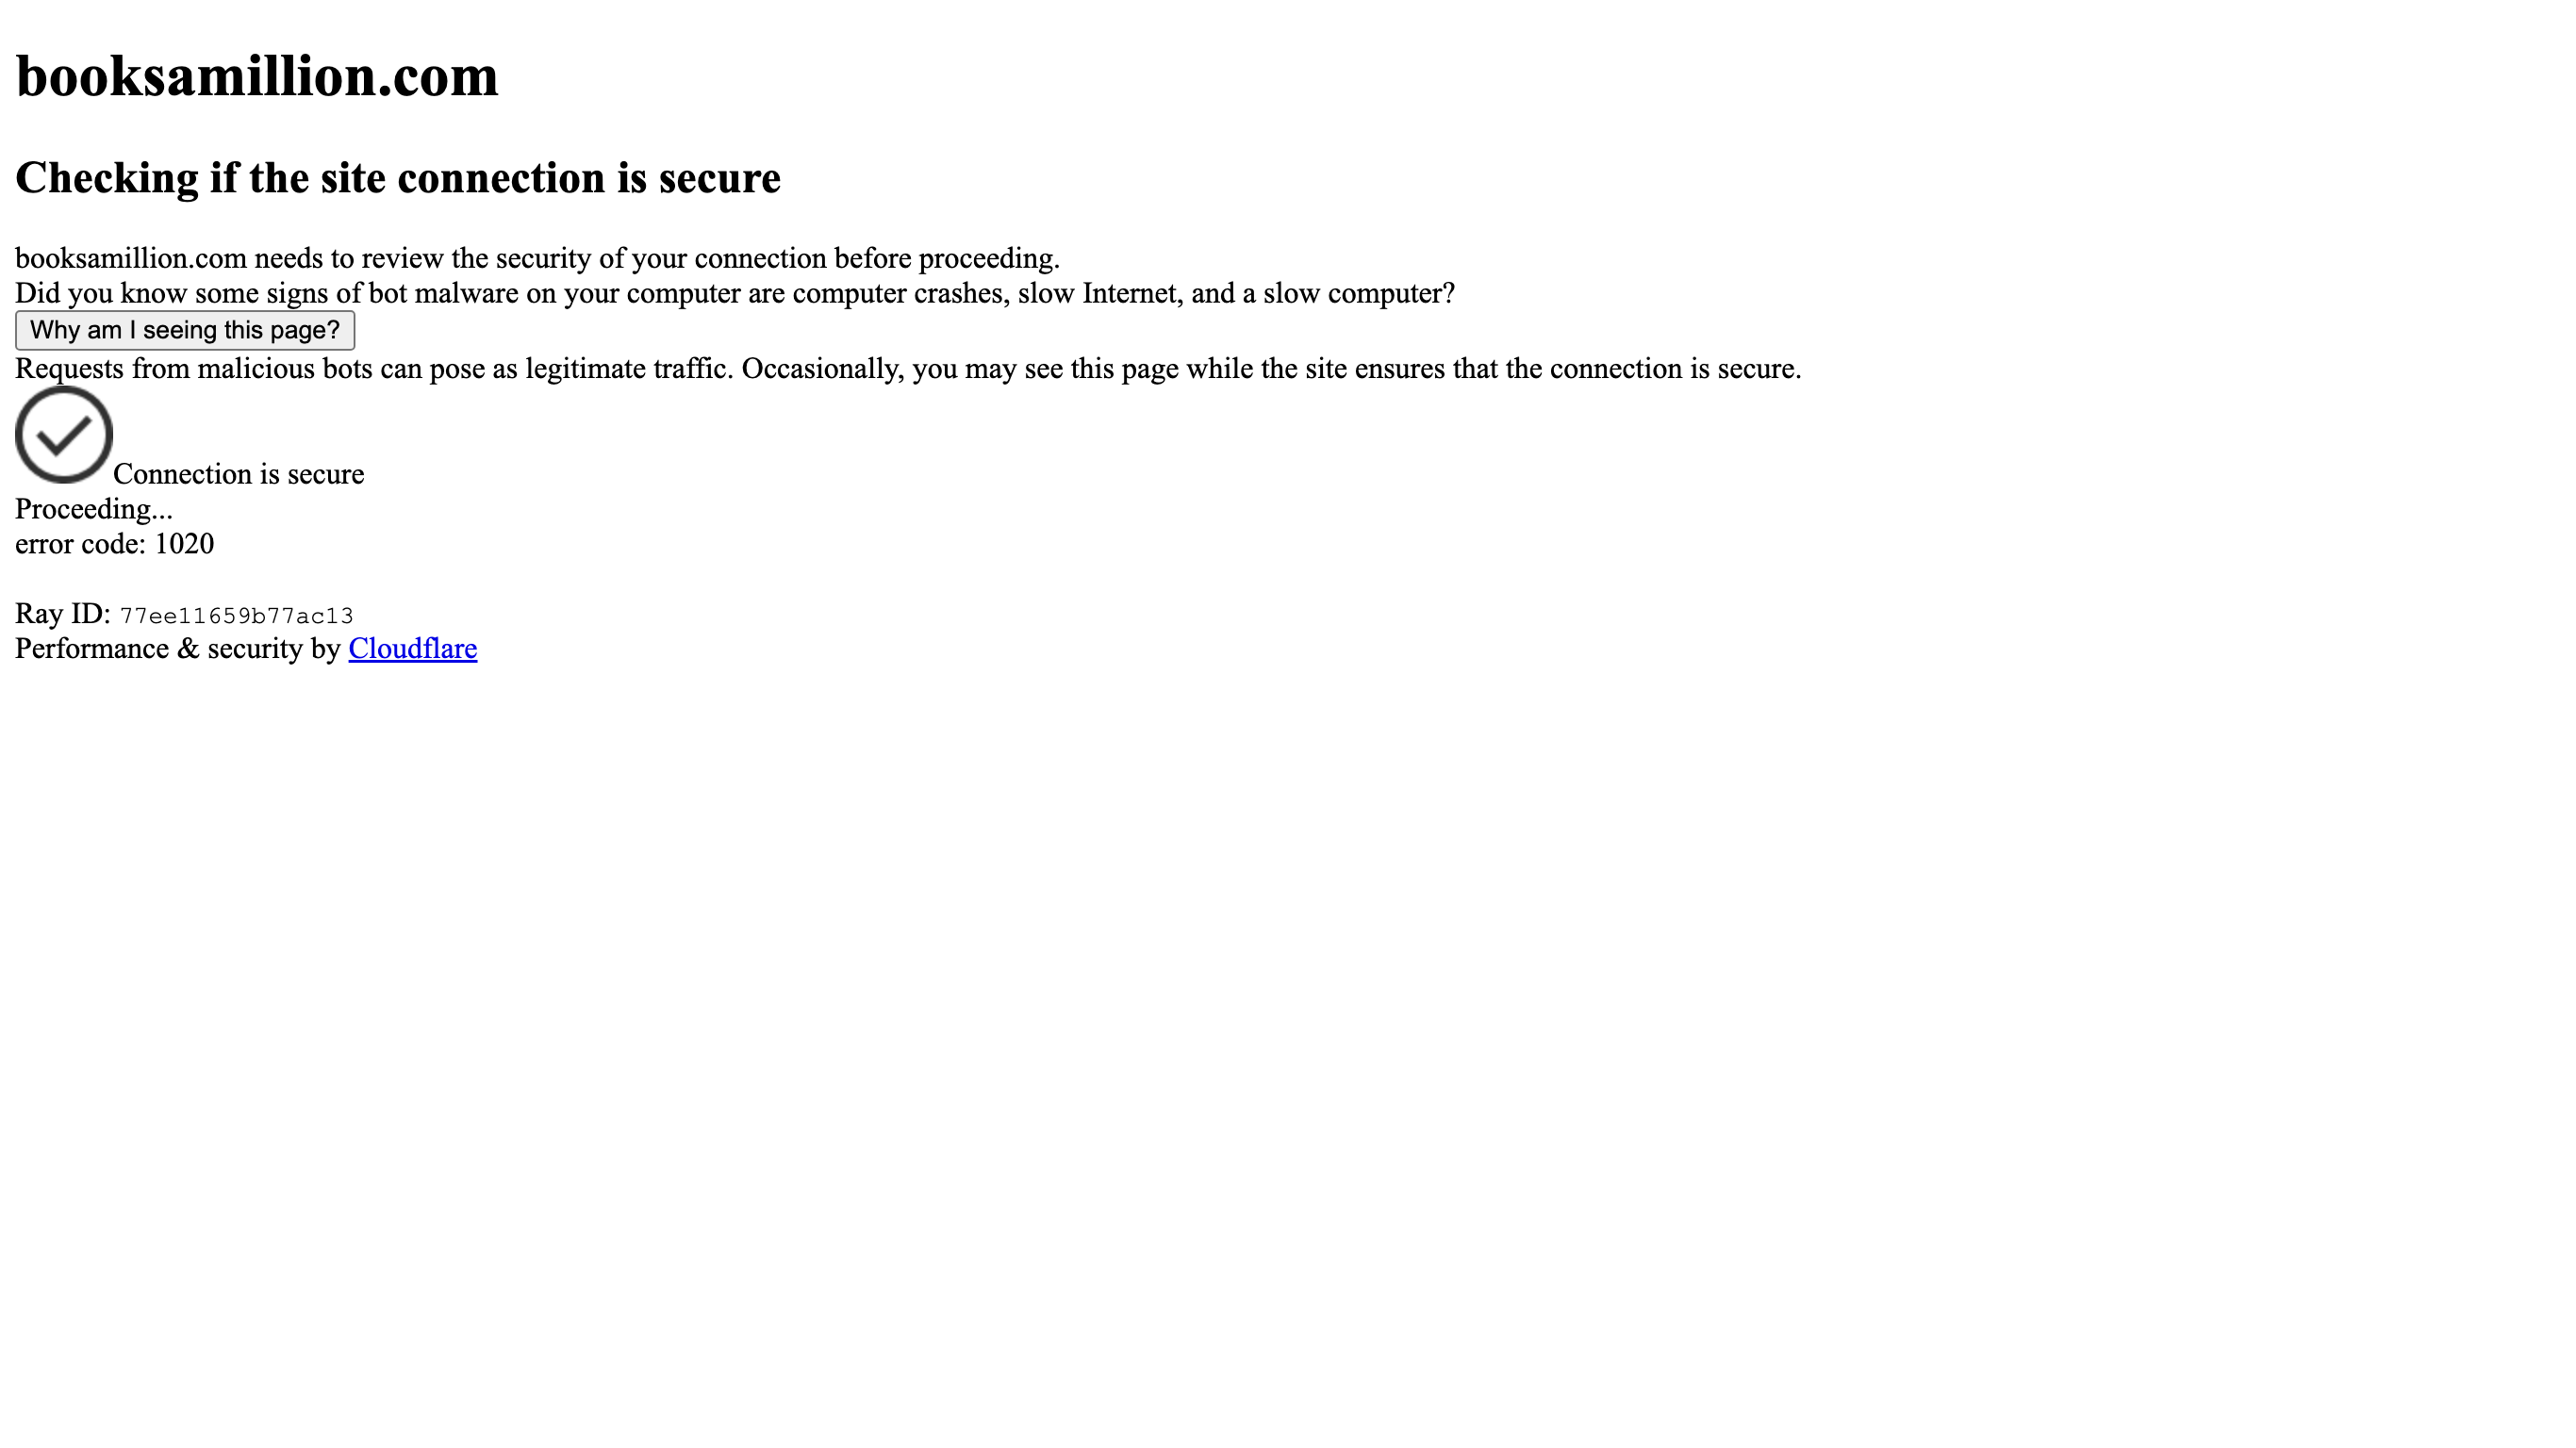 booksamillion.com
Checking if the site connection is secure
booksamillion.com needs to review the security of your connection before proceeding.
Did you know some signs of bot malware on your computer are computer crashes, slow Internet, and a slow computer?
Why am I seeing this page?
Requests from malicious bots can pose as legitimate traffic. Occasionally, you may see this page while the site ensures that the connection is secure.
Connection is secure
Proceeding...
error code: 1020
Ray ID: 77ee11659b77ac13
Performance & security by Cloudflare